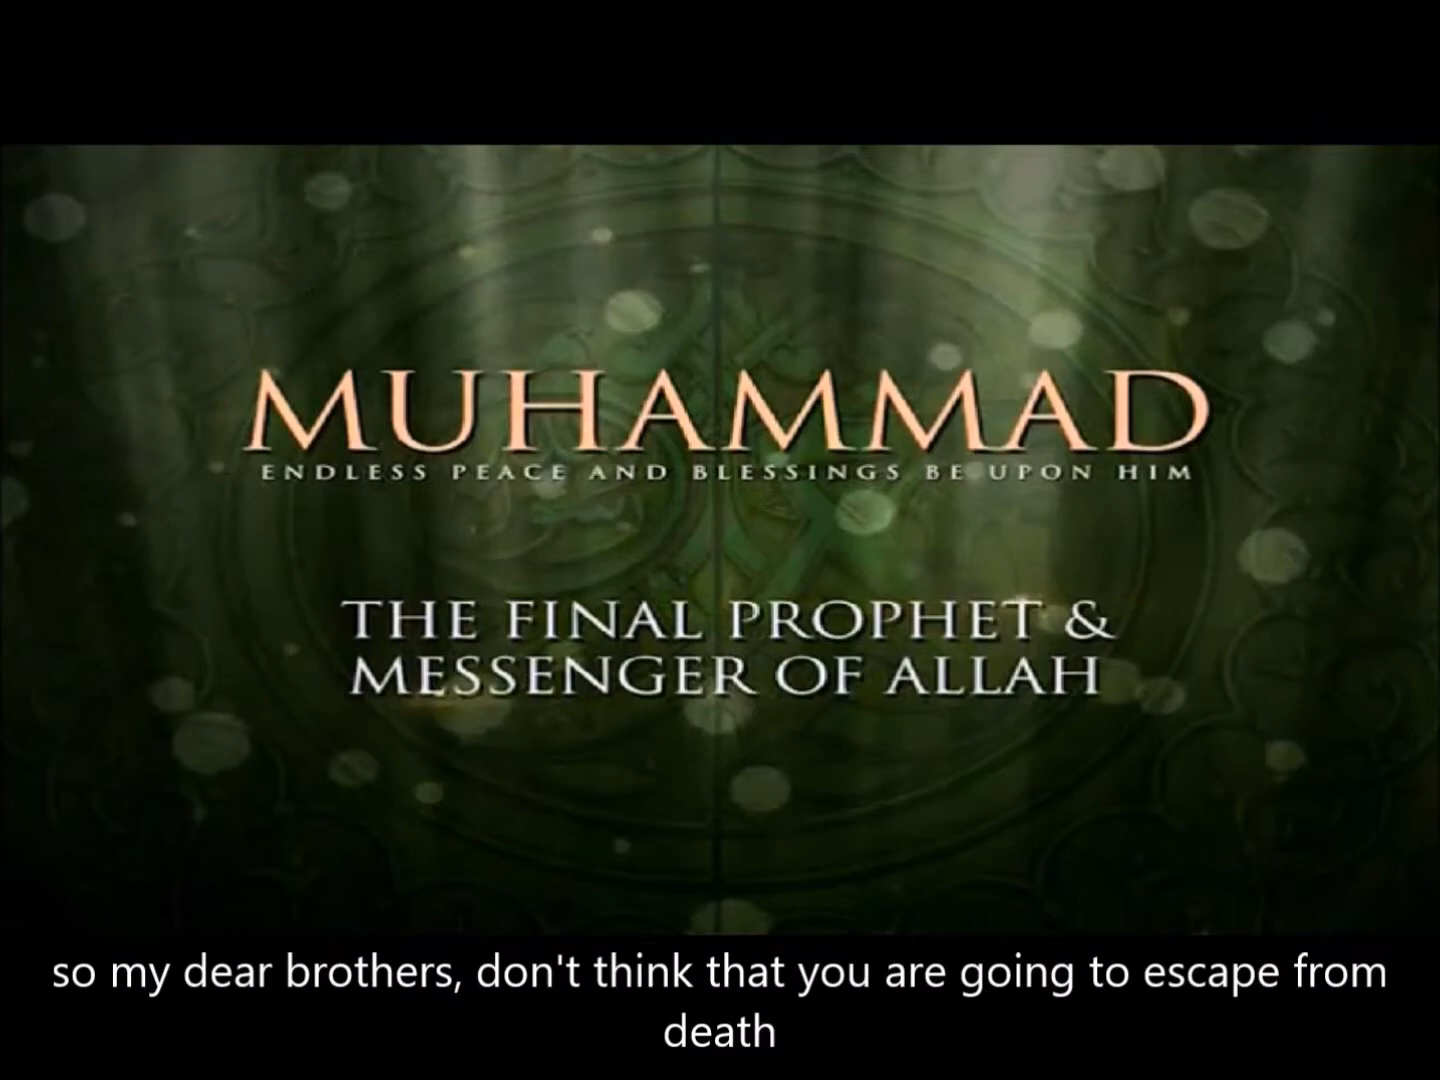 MUHAMMAD
ENDLESS PEACE AND BLESSINGS BE UPON HIM
THE FINAL PROPHET &
MESSENGER OF ALLAH
so my dear brothers, don't think that you are going to escape from
death